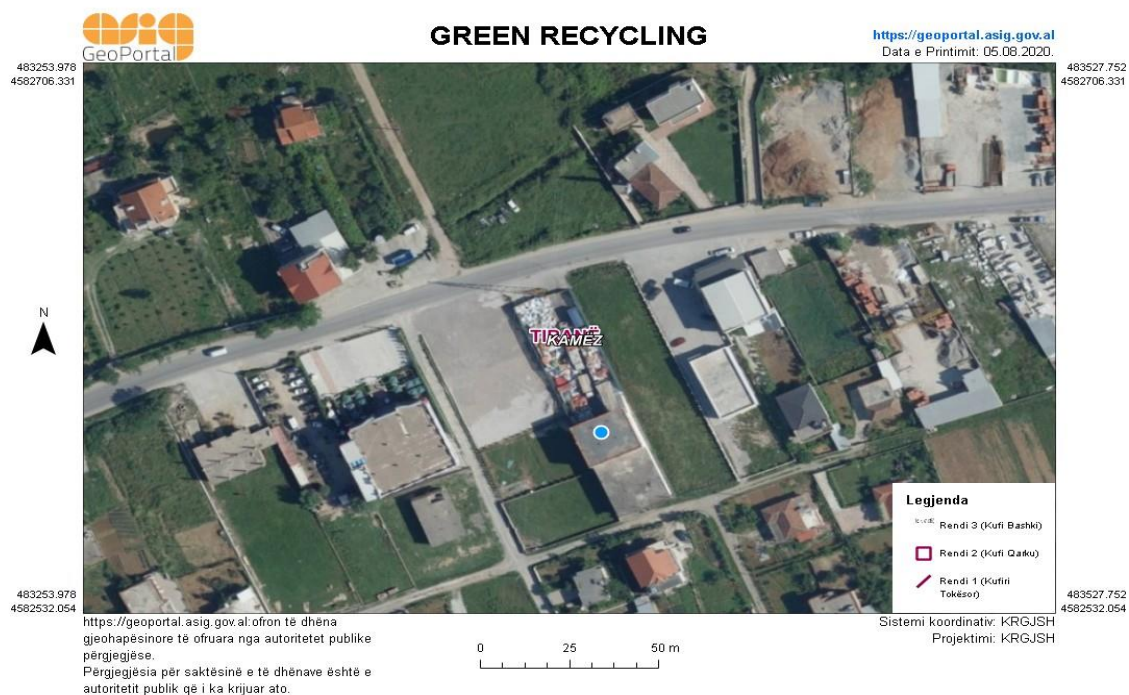 asig
GeoPortal
GREEN RECYCLING
https://geoportal.asig.gov.al
Data e Printimit: 05.08.2020.
483253.978
4582706.331
483527.752
4582706.331
TIRANË
KAMËZ
N
Legjenda
Rendi 3 (Kufi Bashki)
Rendi 2 (Kufi Qarku)
Rendi 1 (Kufiri
Tokësor)
483253.978
4582532.054
483527.752
4582532.054
https://geoportal.asig.gov.al:ofron të dhëna
gjeohapësinore të ofruara nga autoritetet publike
përgjegjëse.
Përgjegjësia për saktësinë e të dhënave është e
autoritetit publik që i ka krijuar ato.
0 25 50 m
Sistemi koordinativ: KRGJSH
Projektimi: KRGJSH